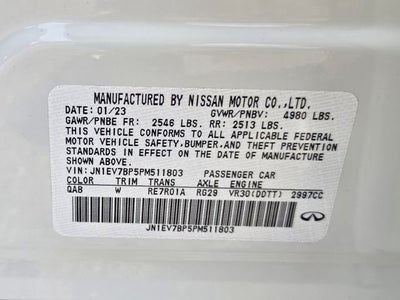 MANUFACTURED BY NISSAN MOTOR CO.,LTD.
DATE: 01/23 GVWR/PNBV: 4980 LBS.
GAWR/PNBE FR: 2546 LBS. RR: 2513 LBS.
THIS VEHICLE CONFORMS TO ALL APPLICABLE FEDERAL
MOTOR VEHICLE SAFETY, BUMPER, AND THEFT PREVENTION
STANDARDS IN EFFECT ON THE DATE OF MANUFACTURE
SHOWN ABOVE.
VIN: JN1EV7BP5PM511803 PASSENGER CAR
COLOR TRIM TRANS AXLE ENGINE
QAB W RE7R01A RG29 VR30(DDTT) 2997CC
JN1EV7BP5PM511803
INFINITI